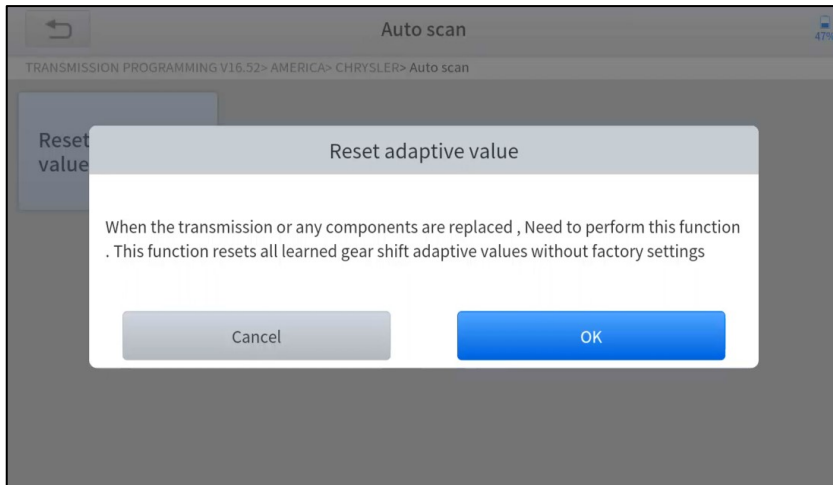 Auto scan
47%
TRANSMISSION PROGRAMMING V16.52> AMERICA> CHRYSLER> Auto scan
Reset
value
Reset adaptive value
When the transmission or any components are replaced , Need to perform this function
. This function resets all learned gear shift adaptive values without factory settings
Cancel
OK